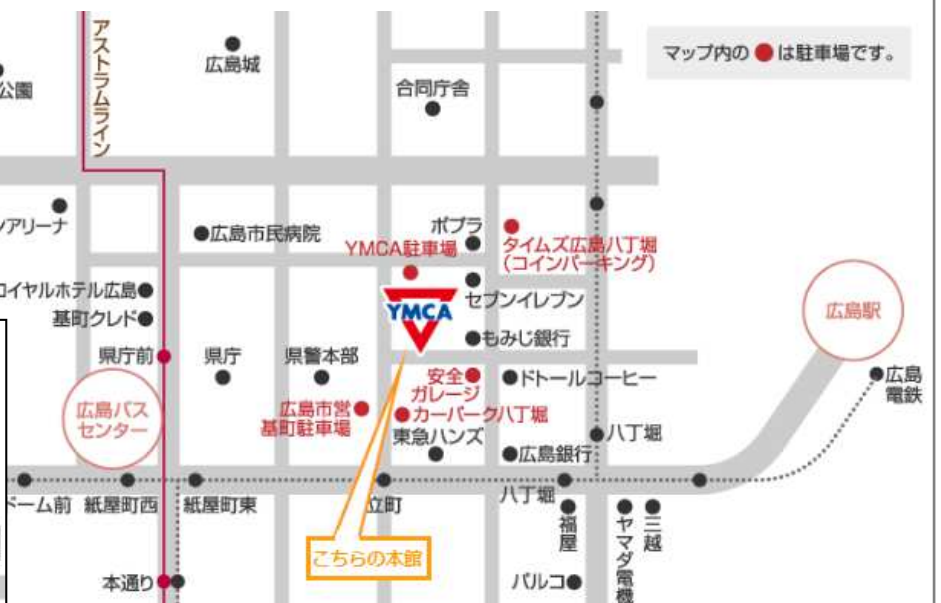 アストラムライン
広島城
合同庁舎
マップ内の●は駐車場です。
公園
アリーナ
広島市民病院
ポプラ
YMCA駐車場
タイムズ広島八丁堀
（コインパーキング）
イヤルホテル広島
基町クレド
YMCA
セブンイレブン
もみじ銀行
広島駅
県庁前
県庁
県警本部
安全
ガレージ
ドトールコーヒー
広島
電鉄
広島バス
センター
広島市営
基町駐車場
カーパーク八丁堀
東急ハンズ
広島銀行
八丁堀
ドーム前
紙屋町西
紙屋町東
立町
八丁堀
福屋
ヤマダ電機
三越
こちらの本館
本通り
パルコ